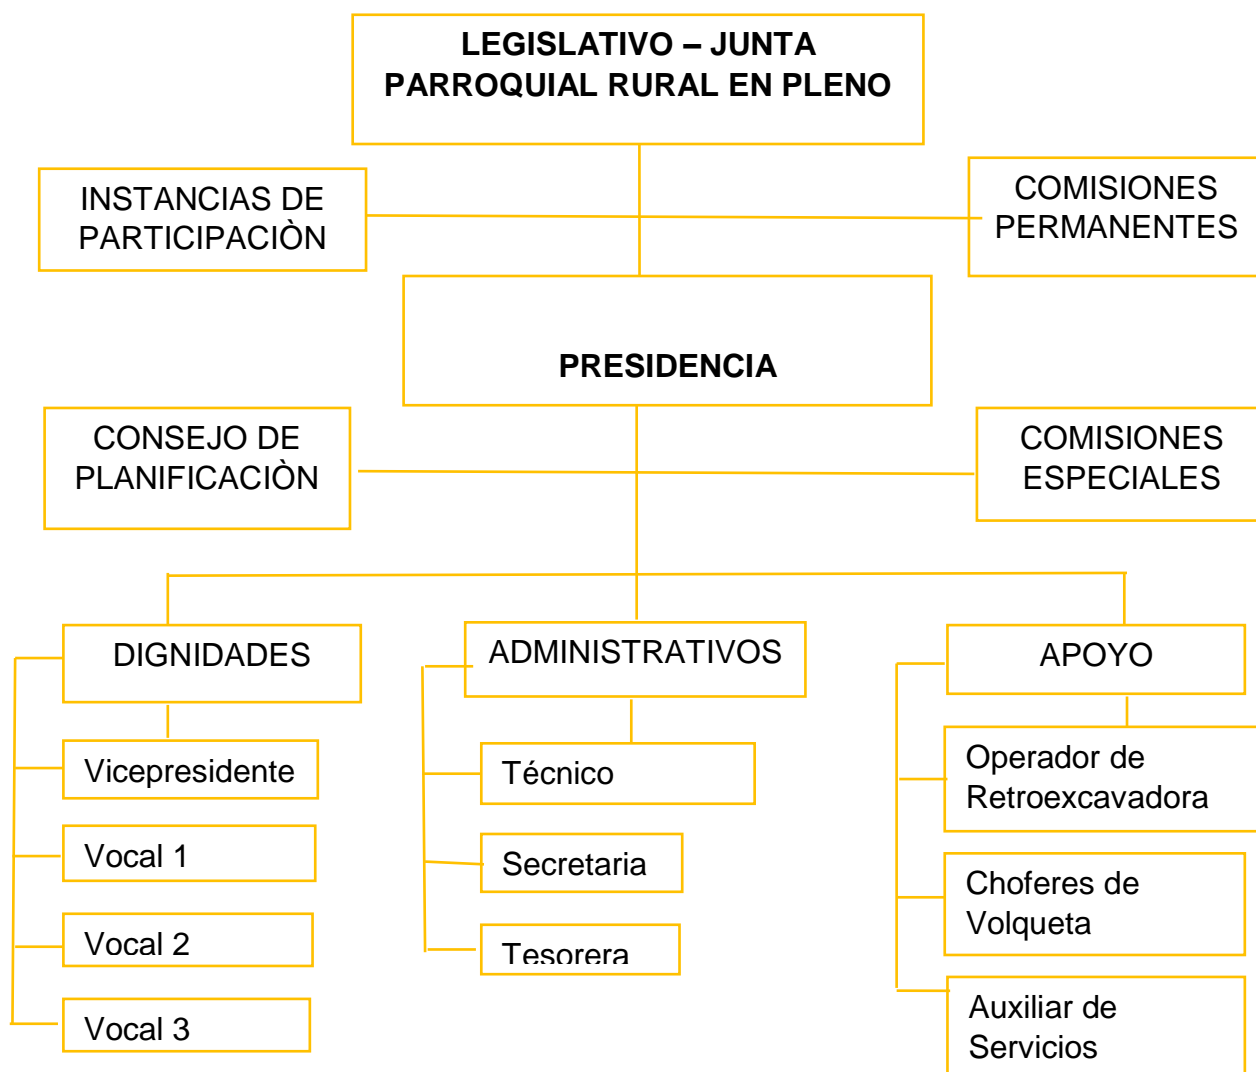 LEGISLATIVO – JUNTA
PARROQUIAL RURAL EN PLENO
INSTANCIAS DE
PARTICIPACIÒN
COMISIONES
PERMANENTES
PRESIDENCIA
CONSEJO DE
PLANIFICACIÒN
COMISIONES
ESPECIALES
DIGNIDADES
ADMINISTRATIVOS
APOYO
Vicepresidente
Vocal 1
Vocal 2
Vocal 3
Técnico
Secretaria
Tesorera
Operador de
Retroexcavadora
Choferes de
Volqueta
Auxiliar de
Servicios